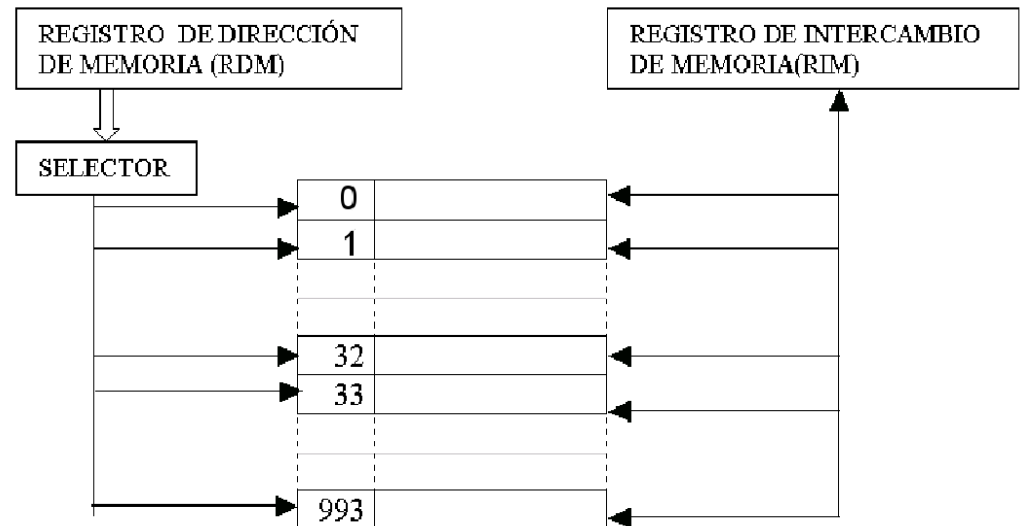 REGISTRO DE DIRECCIÓN
DE MEMORIA (RDM)
REGISTRO DE INTERCAMBIO
DE MEMORIA(RIM)
SELECTOR
0
1
32
33
993